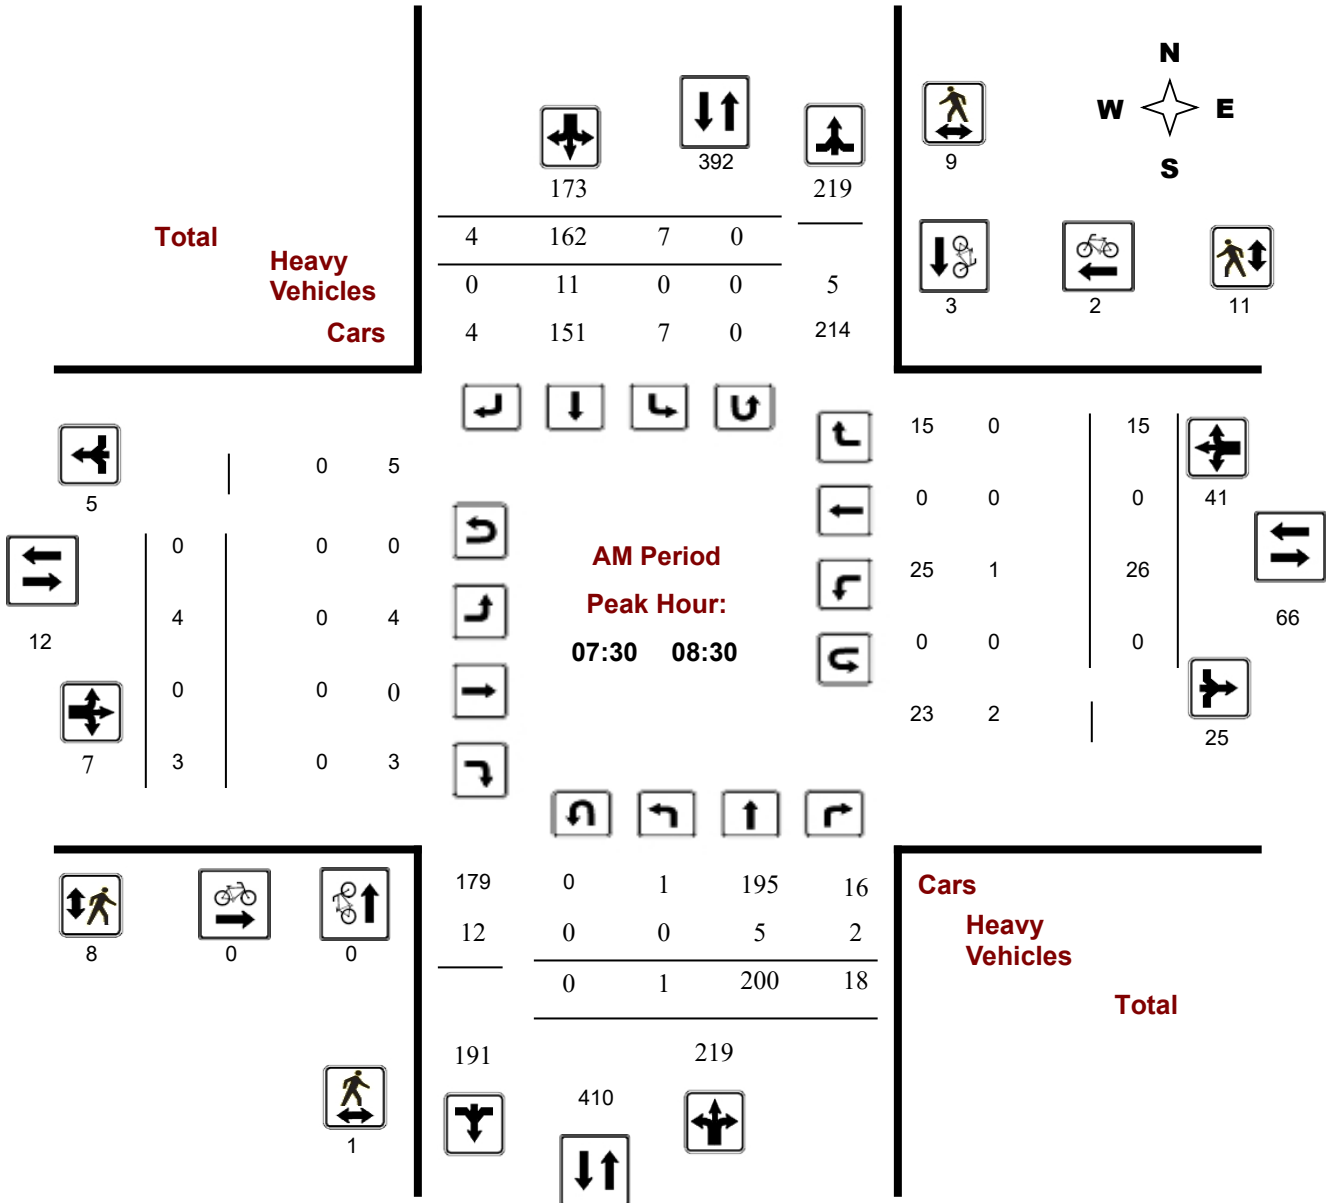 N
W E
S
392
9
173 219
Total 4 162 7 0
Heavy
Vehicles 0 11 0 0 5
Cars 4 151 7 0 214
3 2 11
15 0 15
0 5
5
0 0 0 41
0 0 0
AM Period
25 1 26
Peak Hour:
4 0 4
66
12
07:30 08:30
0 0 0
0 0 0
23 2
25
7 3 0 3
179 0 1 195 16
Cars
12 0 0 5 2
Heavy
Vehicles
8 0 0
0 1 200 18
Total
191 219
410
1